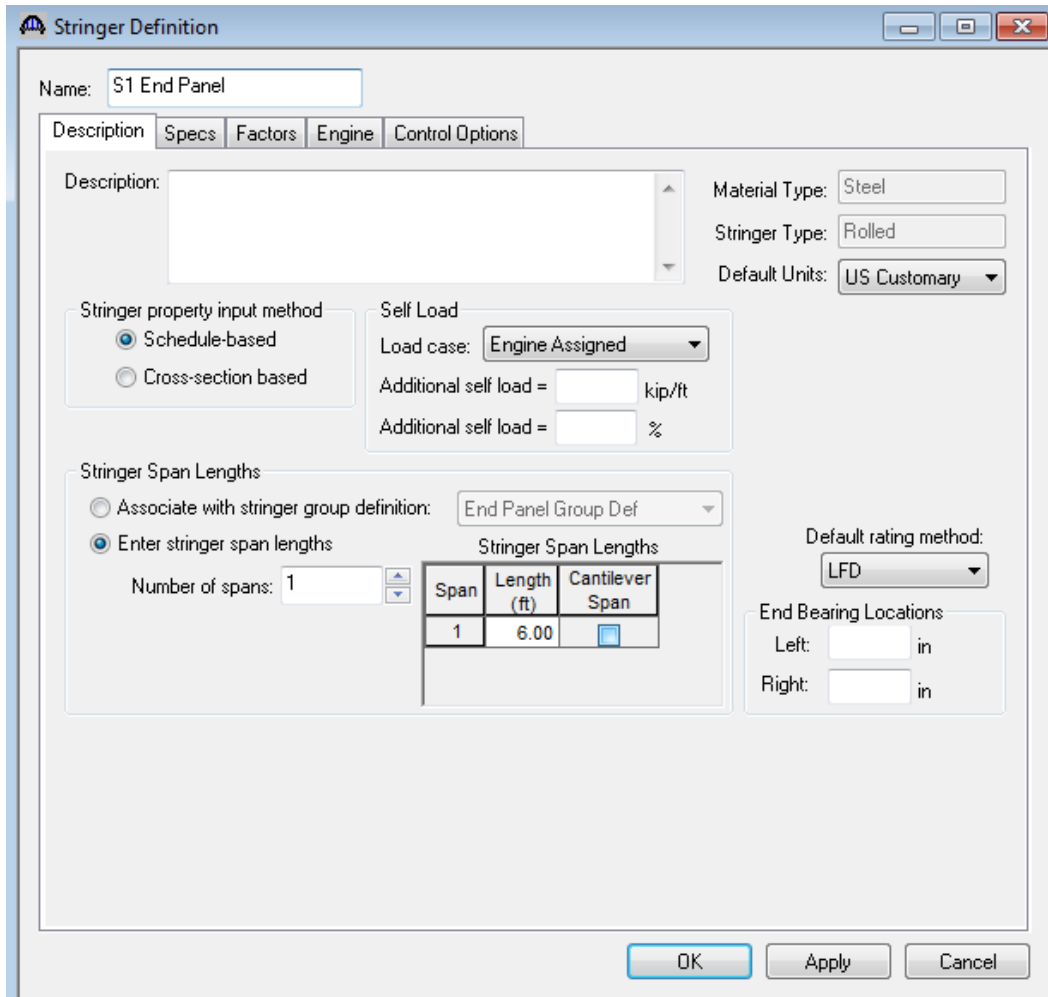 Stringer Definition
Name: S1 End Panel
Description Specs Factors Engine Control Options
Description:
Material Type: Steel
Stringer Type: Rolled
Default Units: US Customary
Stringer property input method
Schedule-based
Cross-section based
Self Load
Load case: Engine Assigned
Additional self load = kip/ft
Additional self load = %
Stringer Span Lengths
Associate with stringer group definition: End Panel Group Def
Enter stringer span lengths
Number of spans: 1
Stringer Span Lengths
Span Length (ft) Cantilever Span
1 6.00
Default rating method:
LFD
End Bearing Locations
Left: in
Right: in
OK Apply Cancel